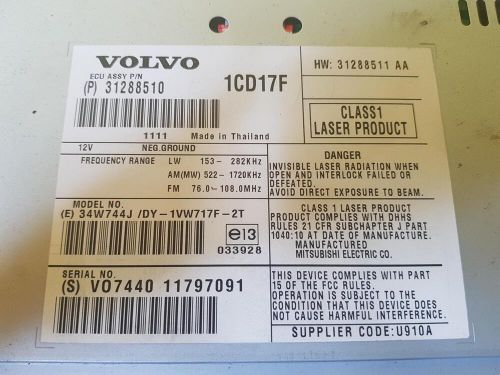 VOLVO
ECU ASSY P/N
(P) 31288510
1CD17F
HW: 31288511 AA
CLASS1
LASER PRODUCT
1111 Made in Thailand
12V NEG.GROUND
FREQUENCY RANGE LW 153- 282KHz
AM(MW) 522- 1720KHz
FM 76.0- 108.0MHz
DANGER
INVISIBLE LASER RADIATION WHEN
OPEN AND INTERLOCK FAILED OR
DEFEATED.
AVOID DIRECT EXPOSURE TO BEAM.
MODEL NO.
(E) 34W744J /DY-1VW717F-2T
e13
033928
CLASS 1 LASER PRODUCT
PRODUCT COMPLIES WITH DHHS
RULES 21 CFR SUBCHAPTER J PART
1040:10 AT DATE OF MANUFACTURE.
MANUFACTURED
MITSUBISHI ELECTRIC CO.
SERIAL NO.
(S) VO7440 11797091
THIS DEVICE COMPLIES WITH PART
15 OF THE FCC RULES.
OPERATION IS SUBJECT TO THE
CONDITION THAT THIS DEVICE DOES
NOT CAUSE HARMFUL INTERFERENCE.
SUPPLIER CODE:U910A